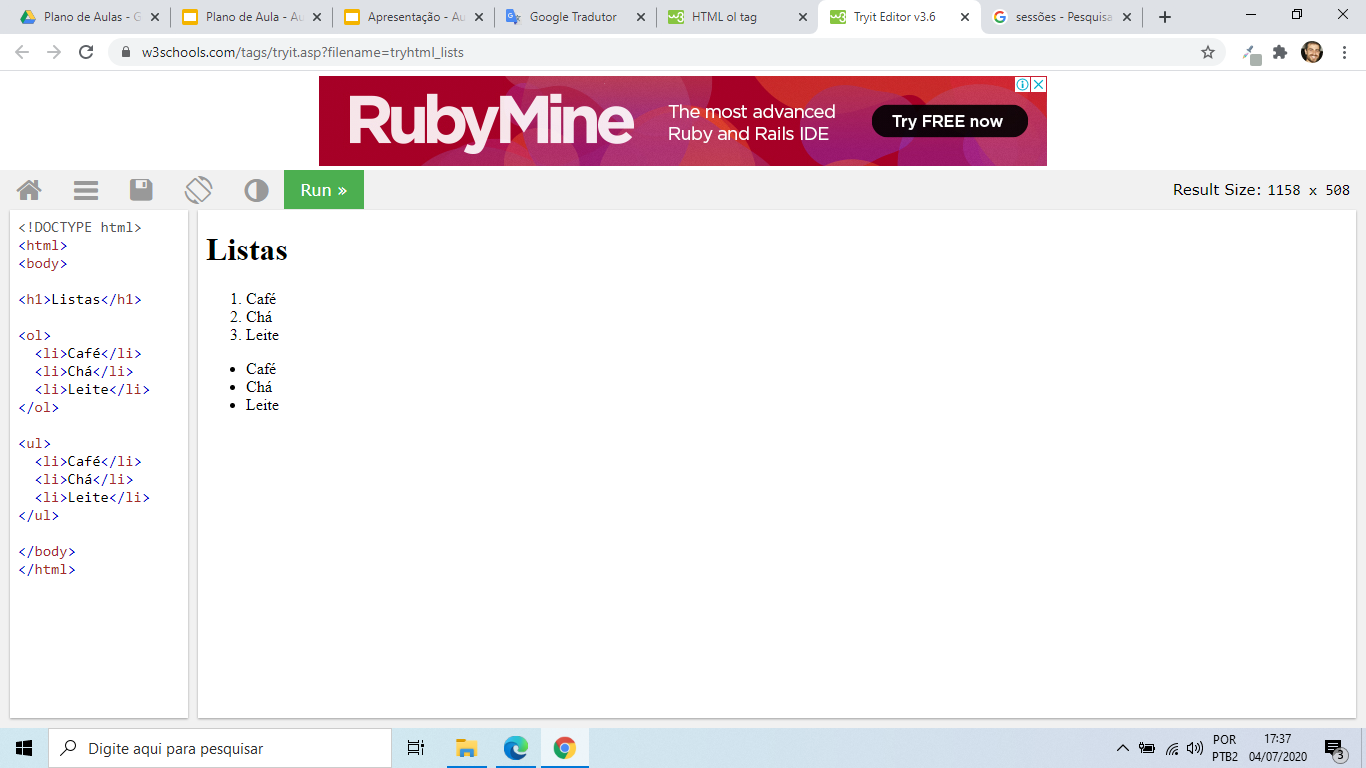 Plano de Aulas - G
Plano de Aula - Au
Apresentação - Au
Google Tradutor
HTML ol tag
Tryit Editor v3.6
sessões - Pesquisa
w3schools.com/tags/tryit.asp?filename=tryhtml_lists
RubyMine
The most advanced
Ruby and Rails IDE
Try FREE now
Run »
Result Size: 1158 x 508
<!DOCTYPE html>
<html>
<body>
<h1>Listas</h1>
<ol>
<li>Café</li>
<li>Chá</li>
<li>Leite</li>
</ol>
<ul>
<li>Café</li>
<li>Chá</li>
<li>Leite</li>
</ul>
</body>
</html>
Listas
1. Café
2. Chá
3. Leite
• Café
• Chá
• Leite
Digite aqui para pesquisar
POR
PTB2
17:37
04/07/2020
3